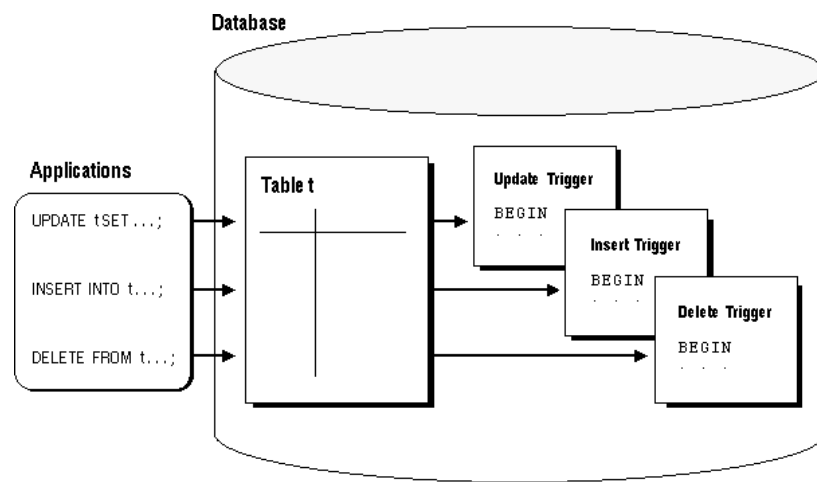 Database
Applications
UPDATE tSET ...;
INSERT INTO t...;
DELETE FROM t...;
Table t
Update Trigger
BEGIN
. . .
Insert Trigger
BEGIN
. . .
Delete Trigger
BEGIN
. . .